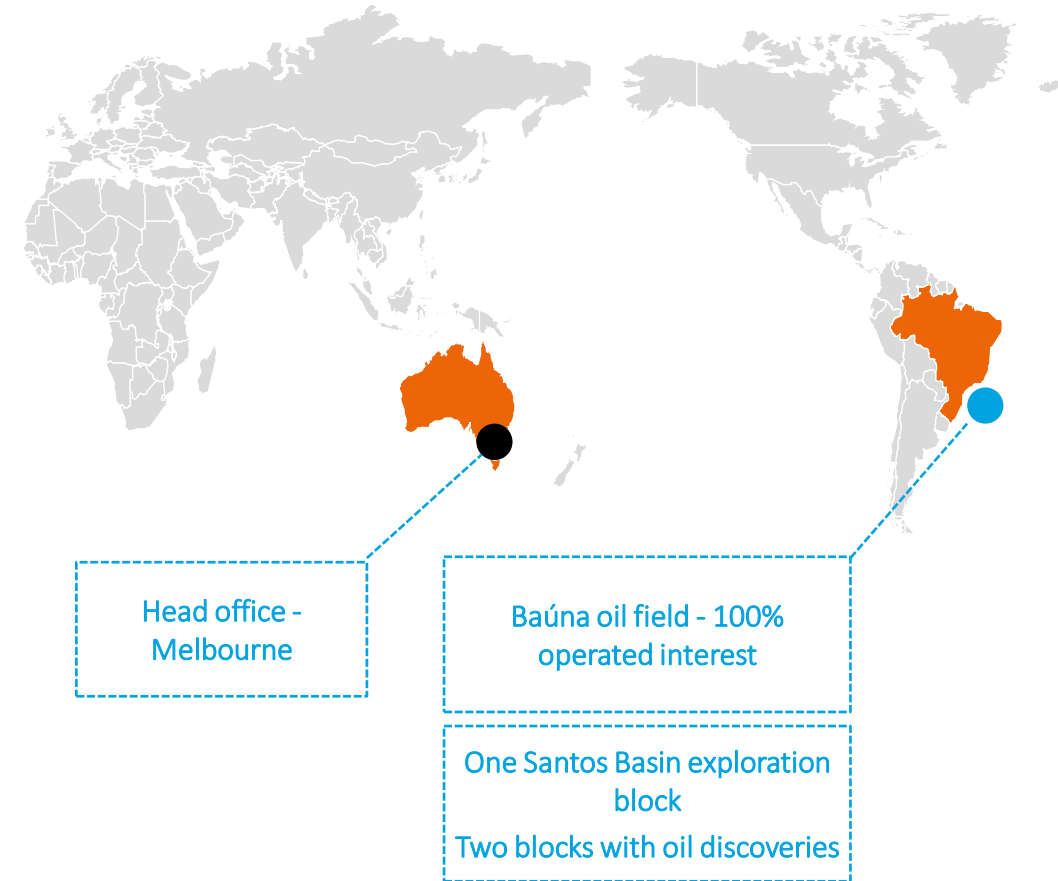 Head office -
Melbourne
Baúna oil field - 100%
operated interest
One Santos Basin exploration
block
Two blocks with oil discoveries